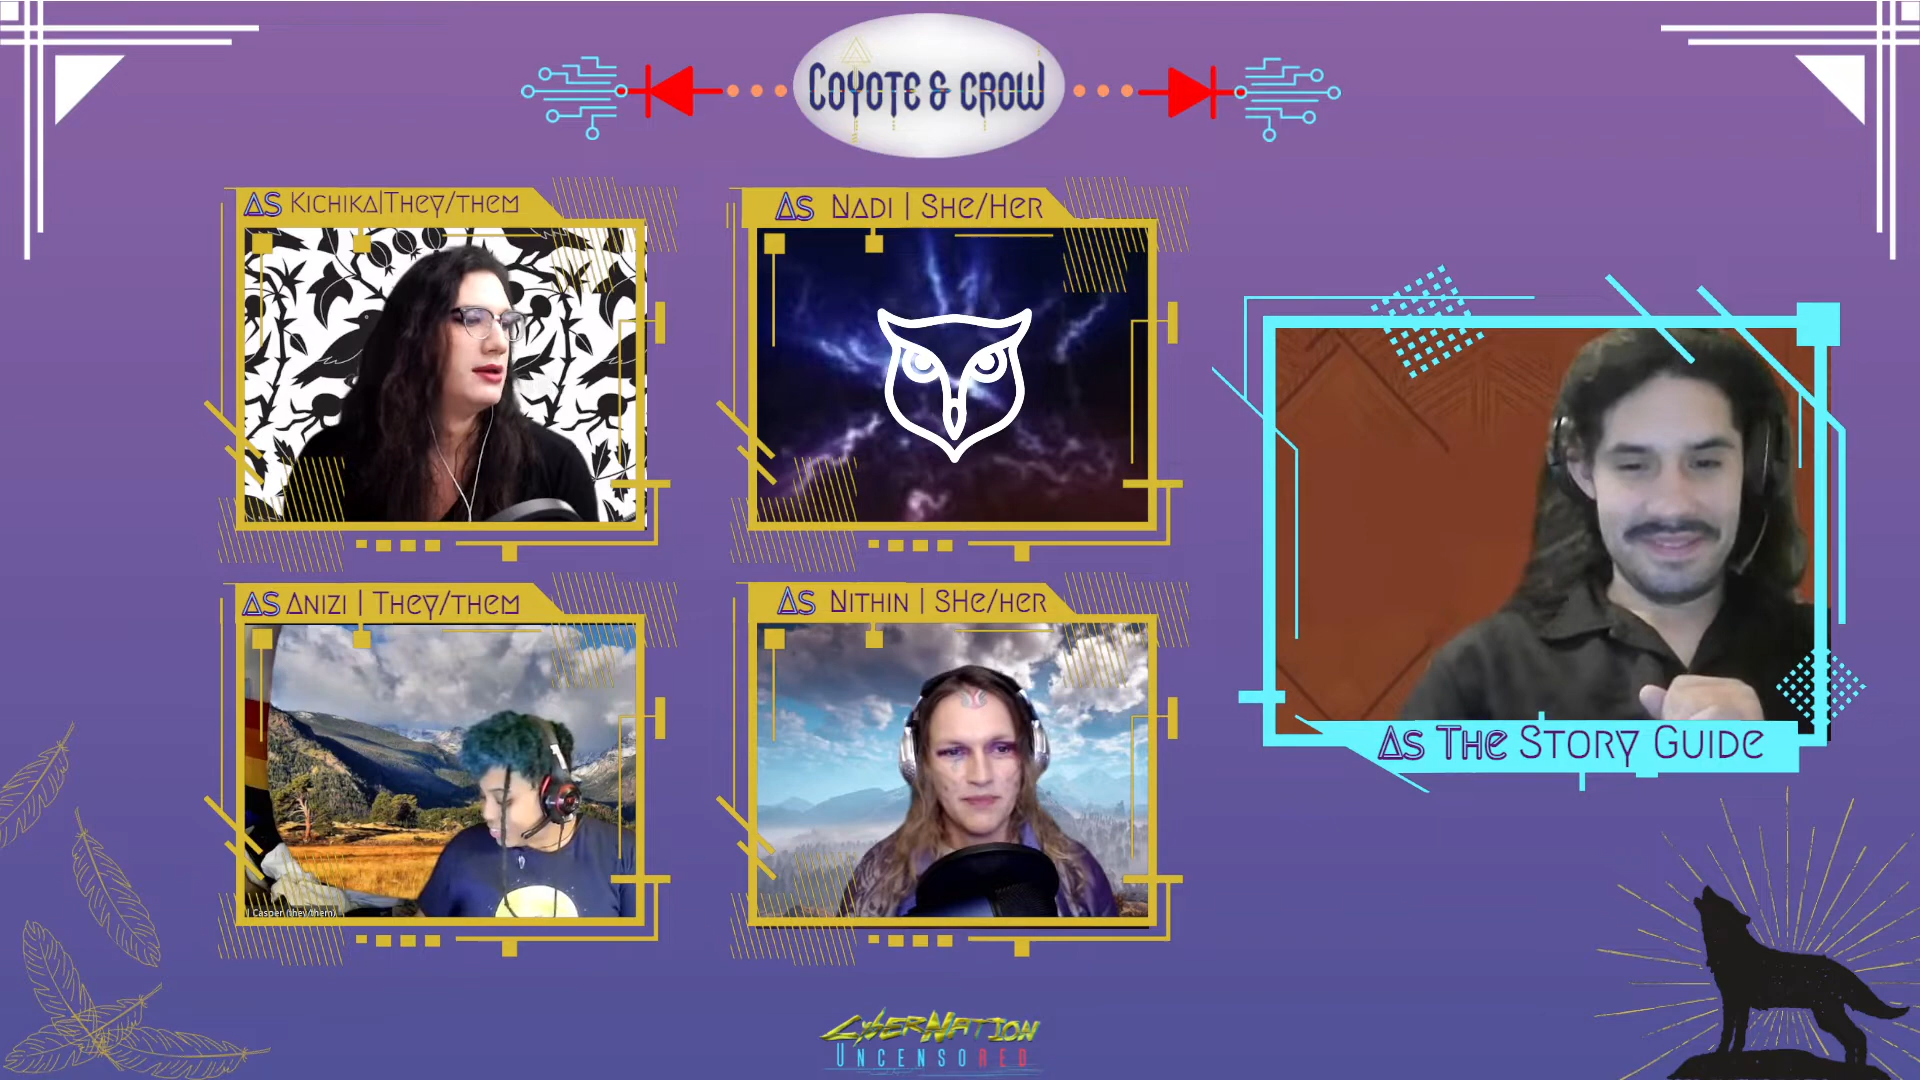 Coyote & Crow
As Kichika|They/them
As Nadi | She/Her
As Anizi | They/them
As Nithin | SHe/her
Casper (they/them)
As The Story Guide
CyberNation
Uncensored